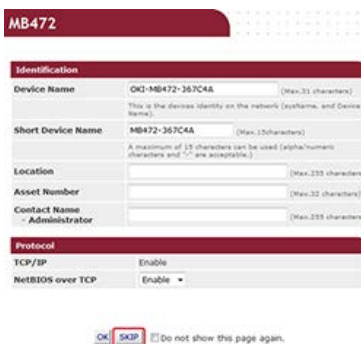 MB472
Identification
Device Name OKI-MB472-367C4A (Max.31 characters)
This is the devices identity on the network (sysName, and Device
Name).
Short Device Name MB472-367C4A (Max.15characters)
A maximum of 15 characters can be used (alpha/numeric
characters and "-" are acceptable.)
Location (Max.255 characters
Asset Number (Max.32 characters)
Contact Name
- Administrator (Max.255 characters
Protocol
TCP/IP Enable
NetBIOS over TCP Enable
OK SKIP Do not show this page again.